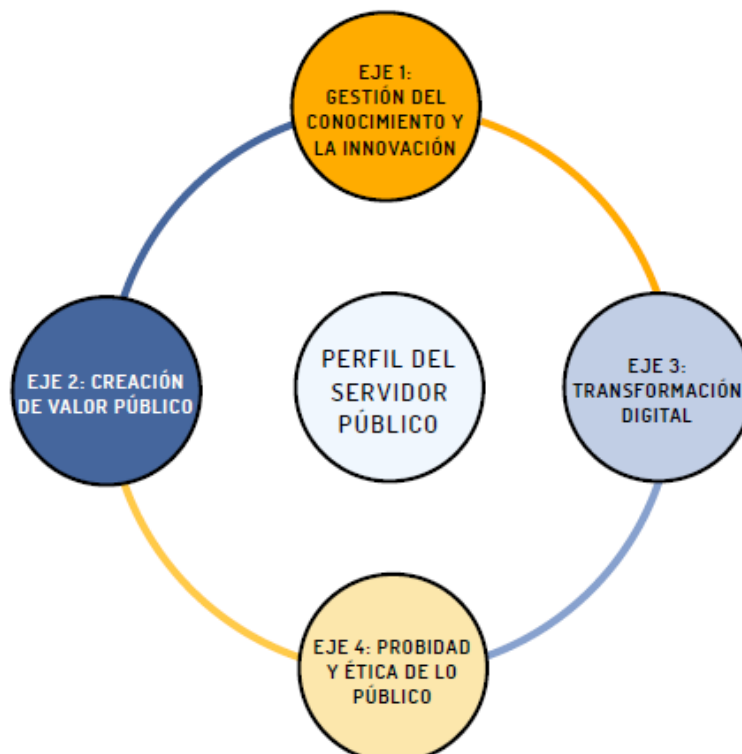 EJE 1:
GESTIÓN DEL
CONOCIMIENTO Y
LA INNOVACIÓN
EJE 2: CREACIÓN
DE VALOR PÚBLICO
PERFIL DEL
SERVIDOR
PÚBLICO
EJE 3:
TRANSFORMACIÓN
DIGITAL
EJE 4: PROBIDAD
Y ÉTICA DE LO
PÚBLICO